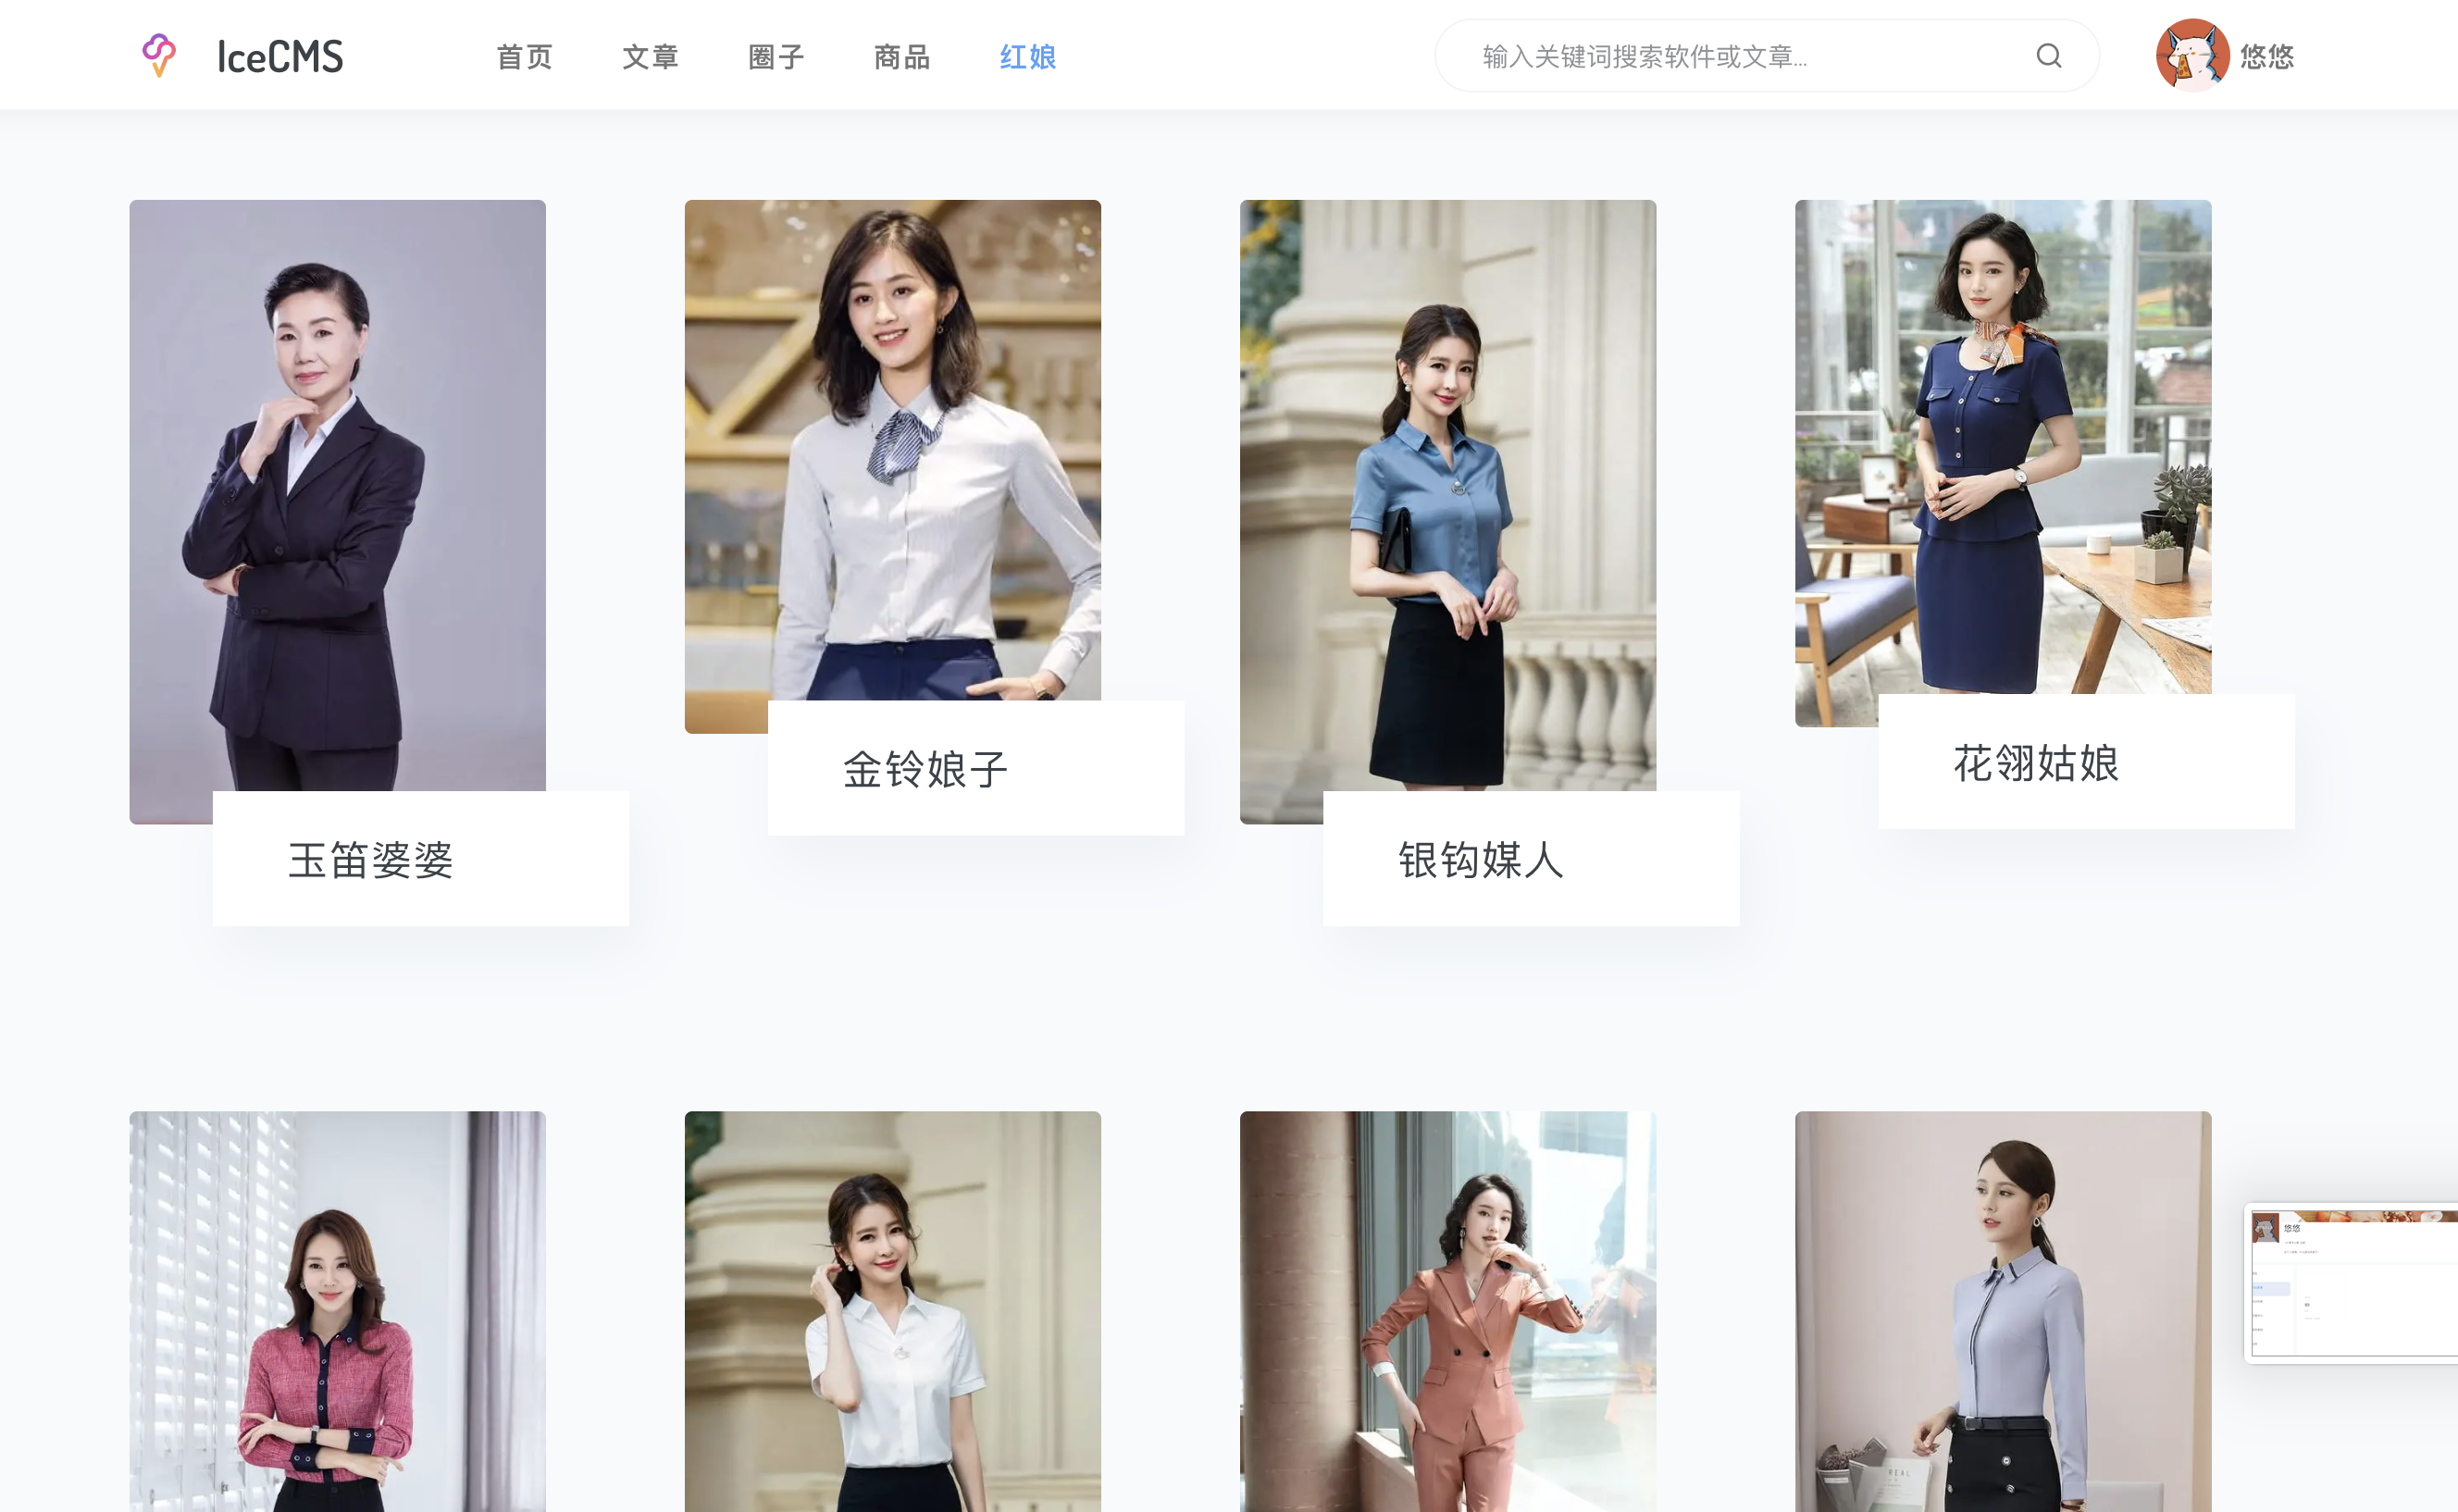 IceCMS
首页
文章
圈子
商品
红娘
输入关键词搜索软件或文章...
悠悠
玉笛婆婆
金铃娘子
银钩媒人
花翎姑娘
REAL
悠悠